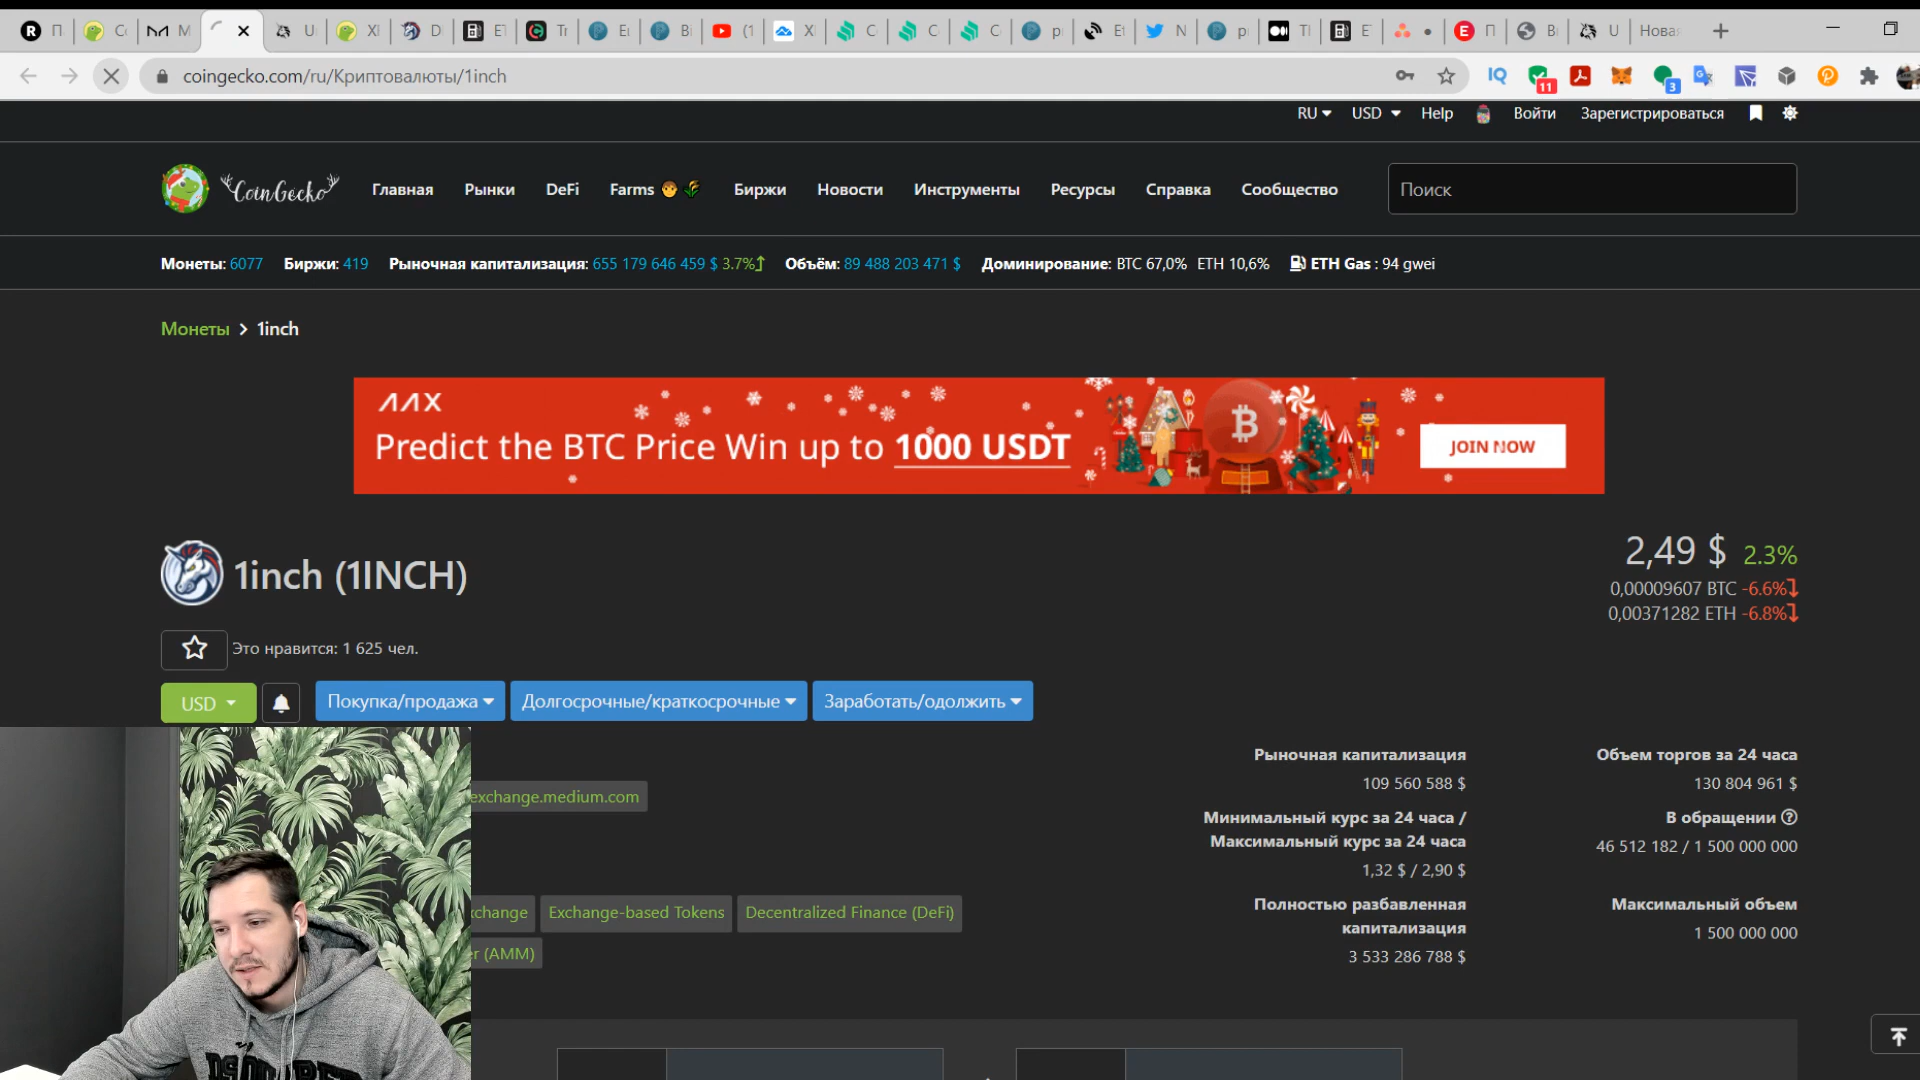 coingecko.com/ru/Криптовалюты/1inch
11
3
RU
USD
Help
Войти
Зарегистрироваться
CoinGecko
Главная
Рынки
DeFi
Farms
Биржи
Новости
Инструменты
Ресурсы
Справка
Сообщество
Поиск
Монеты: 6077 Биржи: 419 Рыночная капитализация: 655 179 646 459 $ 3.7% Объём: 89 488 203 471 $ Доминирование: BTC 67,0% ETH 10,6% ETH Gas : 94 gwei
Монеты > 1inch
AAX
Predict the BTC Price Win up to 1000 USDT
JOIN NOW
1inch (1INCH)
2,49 $ 2.3%
0,00009607 BTC -6.6%
0,00371282 ETH -6.8%
Это нравится: 1 625 чел.
USD
Покупка/продажа
Долгосрочные/краткосрочные
Заработать/одолжить
exchange.medium.com
Exchange-based Tokens
Decentralized Finance (DeFi)
(AMM)
Рыночная капитализация
109 560 588 $
Минимальный курс за 24 часа /
Максимальный курс за 24 часа
1,32 $ / 2,90 $
Полностью разбавленная
капитализация
3 533 286 788 $
Объем торгов за 24 часа
130 804 961 $
В обращении
46 512 182 / 1 500 000 000
Максимальный объем
1 500 000 000